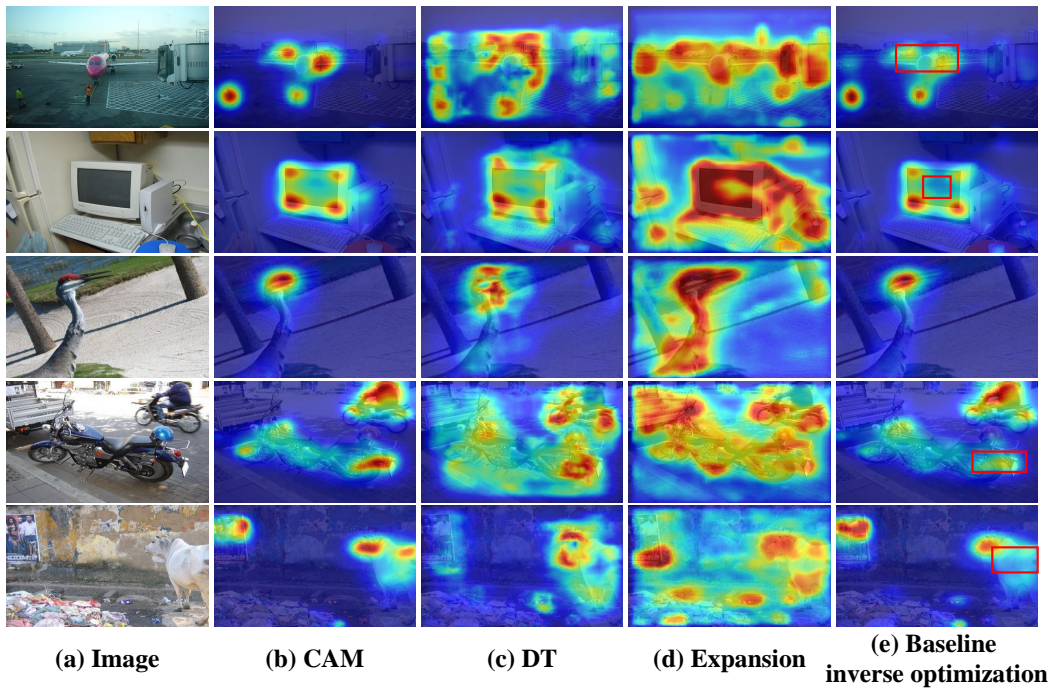 (a) Image
(b) CAM
(c) DT
(d) Expansion
(e) Baseline
inverse optimization